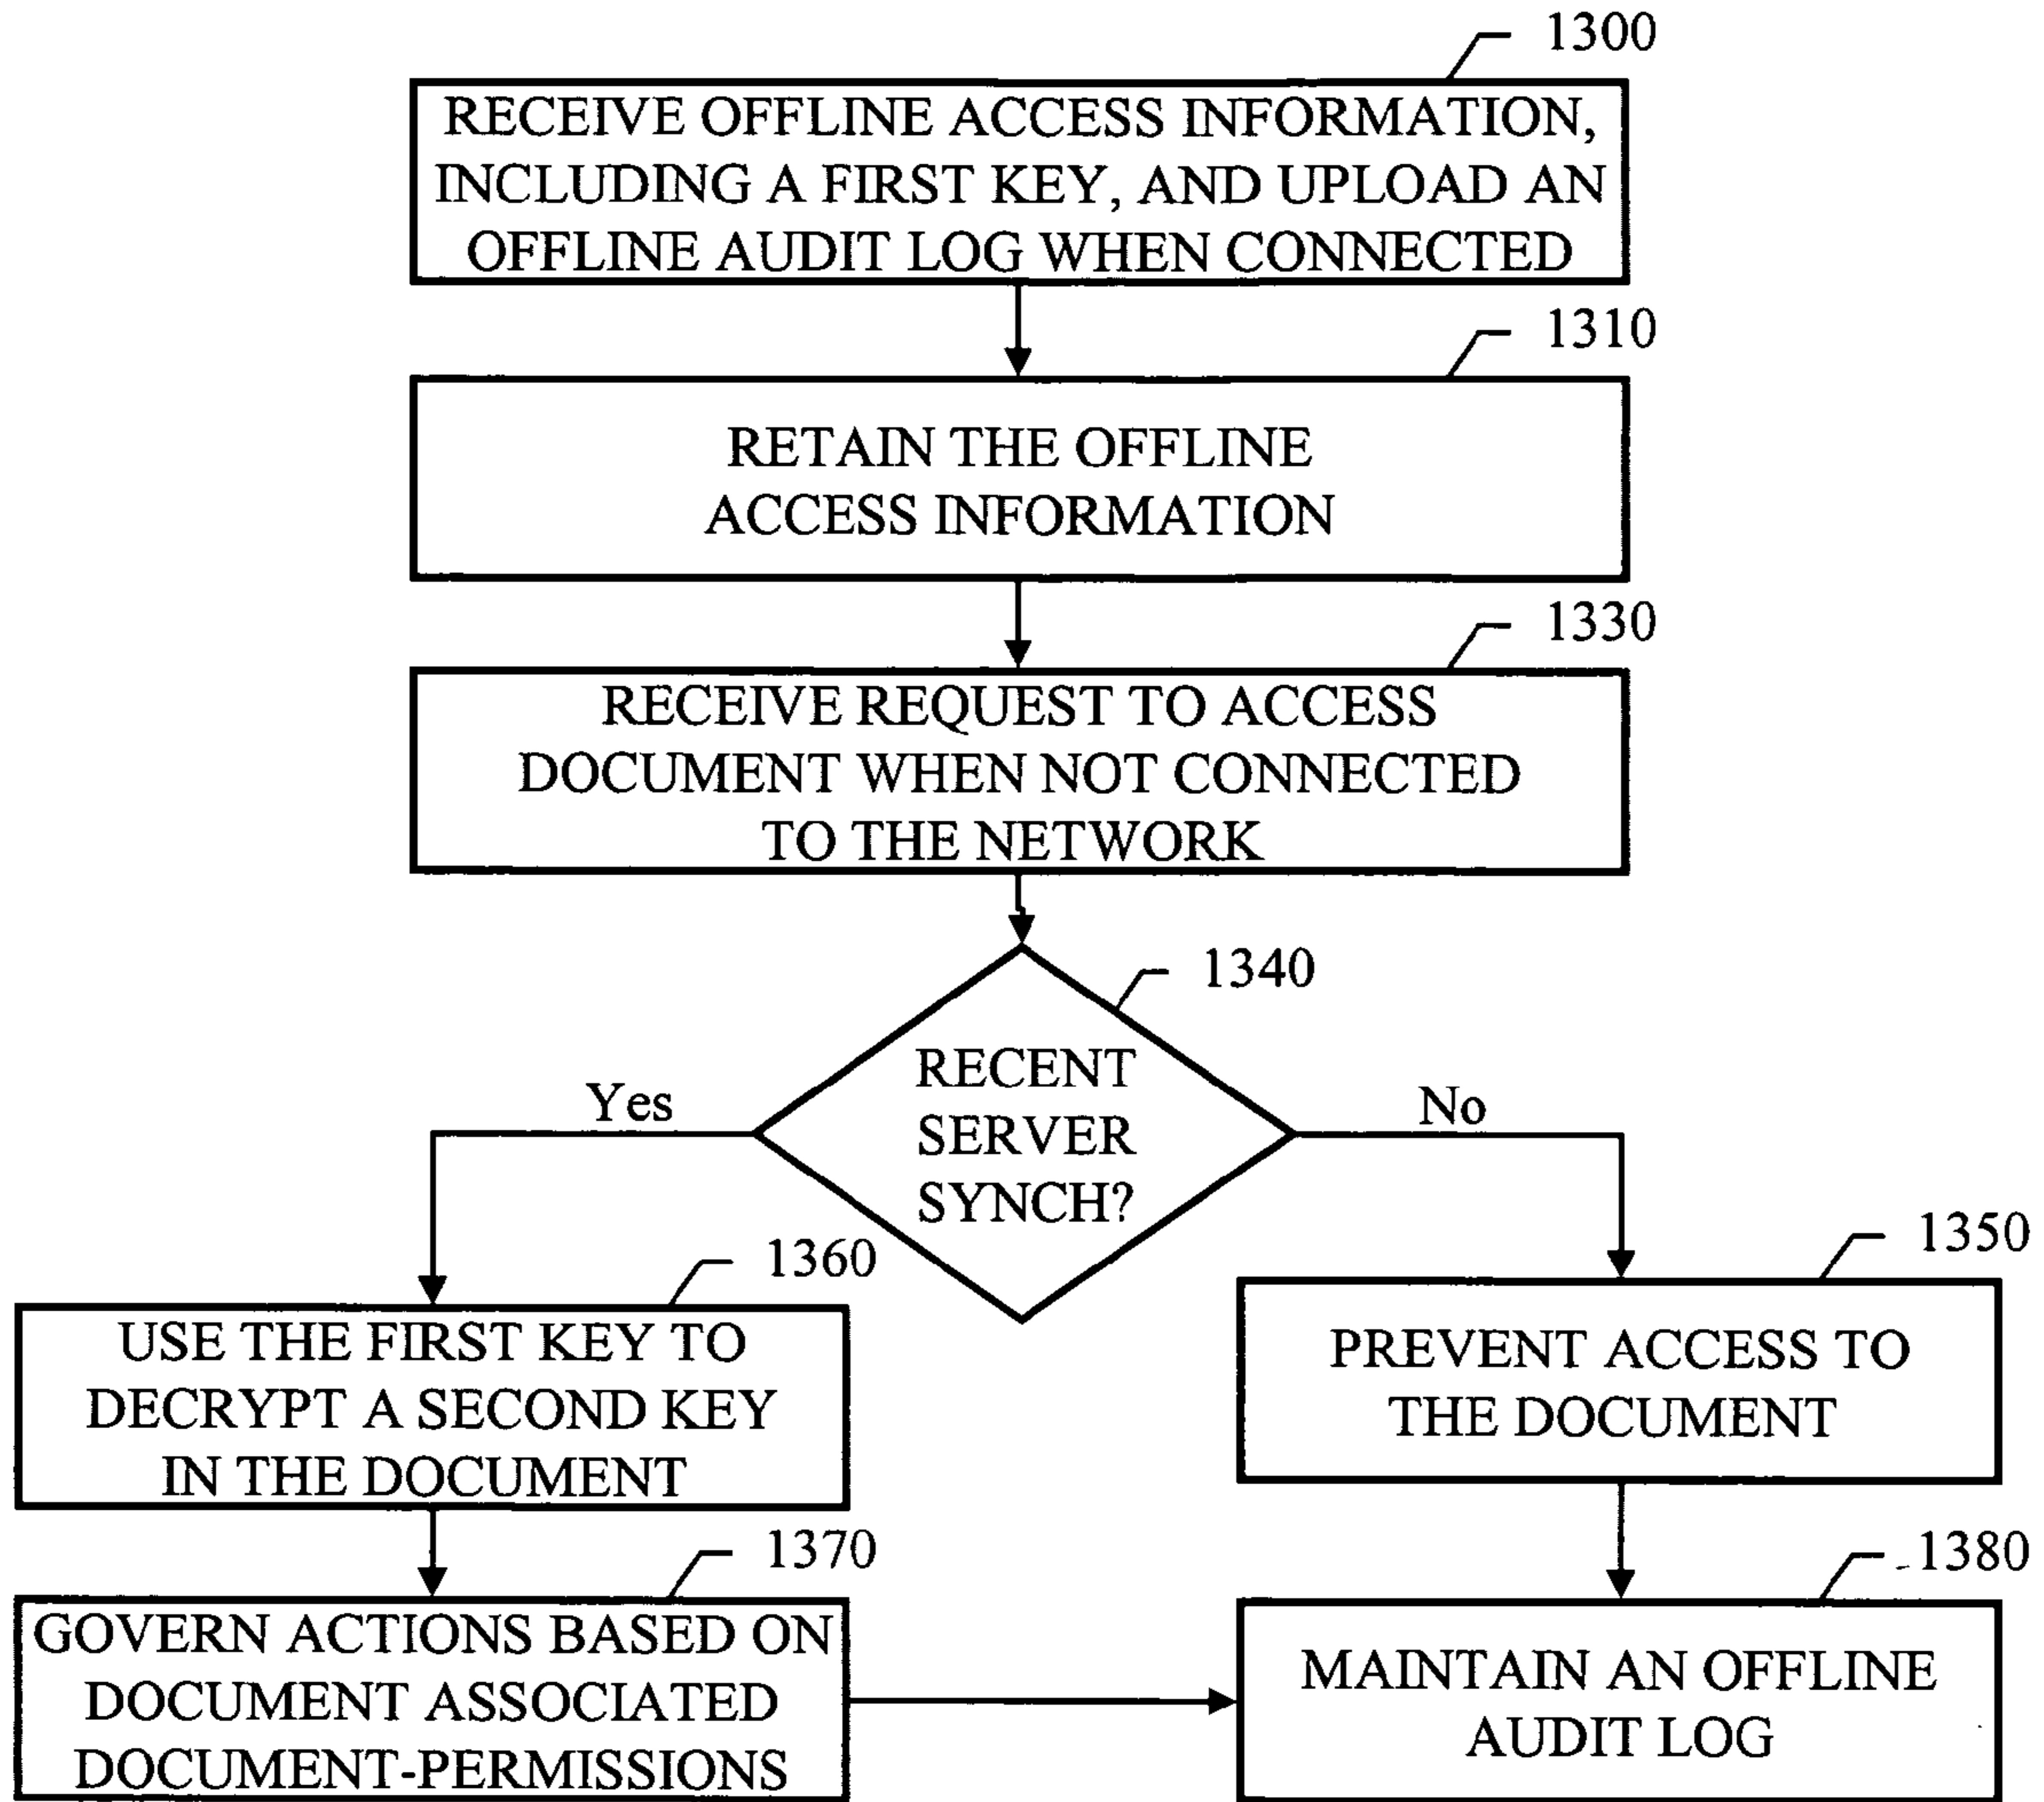 1300
RECEIVE OFFLINE ACCESS INFORMATION,
INCLUDING A FIRST KEY, AND UPLOAD AN
OFFLINE AUDIT LOG WHEN CONNECTED
1310
RETAIN THE OFFLINE
ACCESS INFORMATION
1330
RECEIVE REQUEST TO ACCESS
DOCUMENT WHEN NOT CONNECTED
TO THE NETWORK
1340
RECENT
SERVER
SYNCH?
Yes
No
1360
USE THE FIRST KEY TO
DECRYPT A SECOND KEY
IN THE DOCUMENT
1350
PREVENT ACCESS TO
THE DOCUMENT
1370
GOVERN ACTIONS BASED ON
DOCUMENT ASSOCIATED
DOCUMENT-PERMISSIONS
1380
MAINTAIN AN OFFLINE
AUDIT LOG